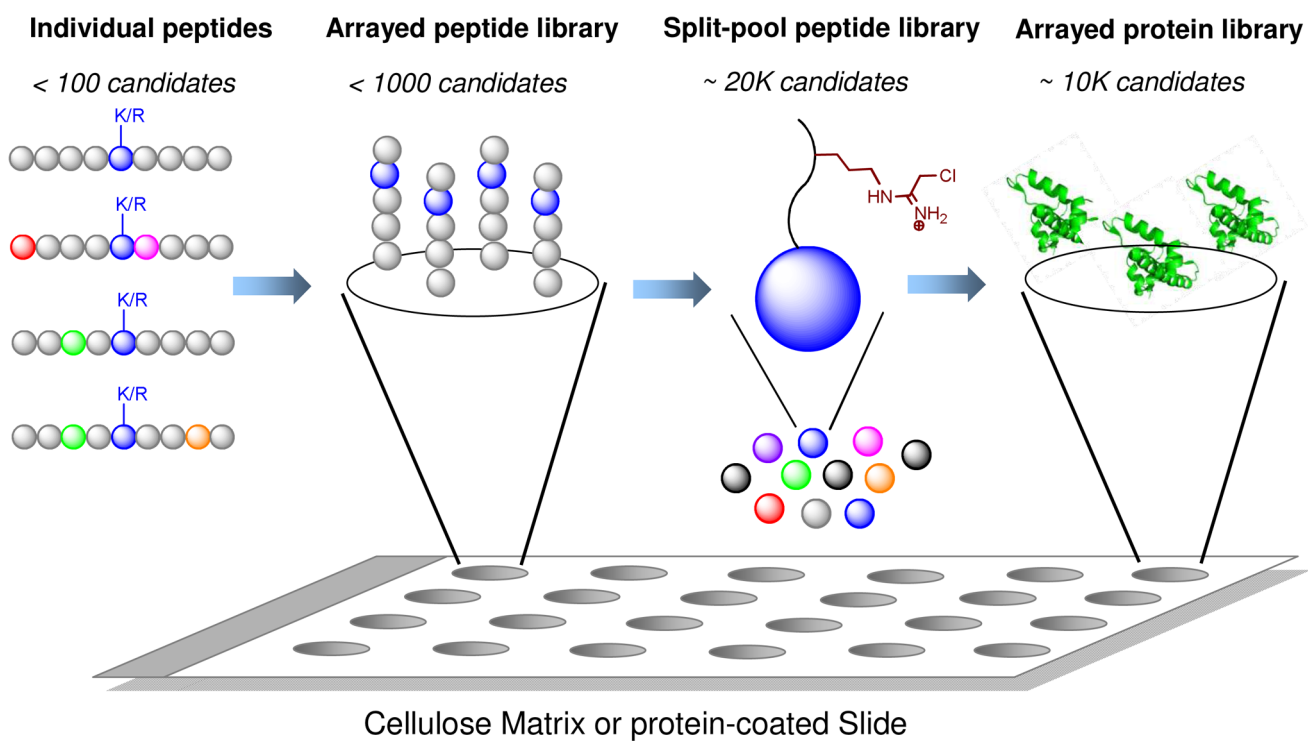 Individual peptides
Arrayed peptide library
Split-pool peptide library
Arrayed protein library
< 100 candidates
< 1000 candidates
~ 20K candidates
~ 10K candidates
K/R
K/R
K/R
K/R
Cl
HN
NH2
⊕
Cellulose Matrix or protein-coated Slide